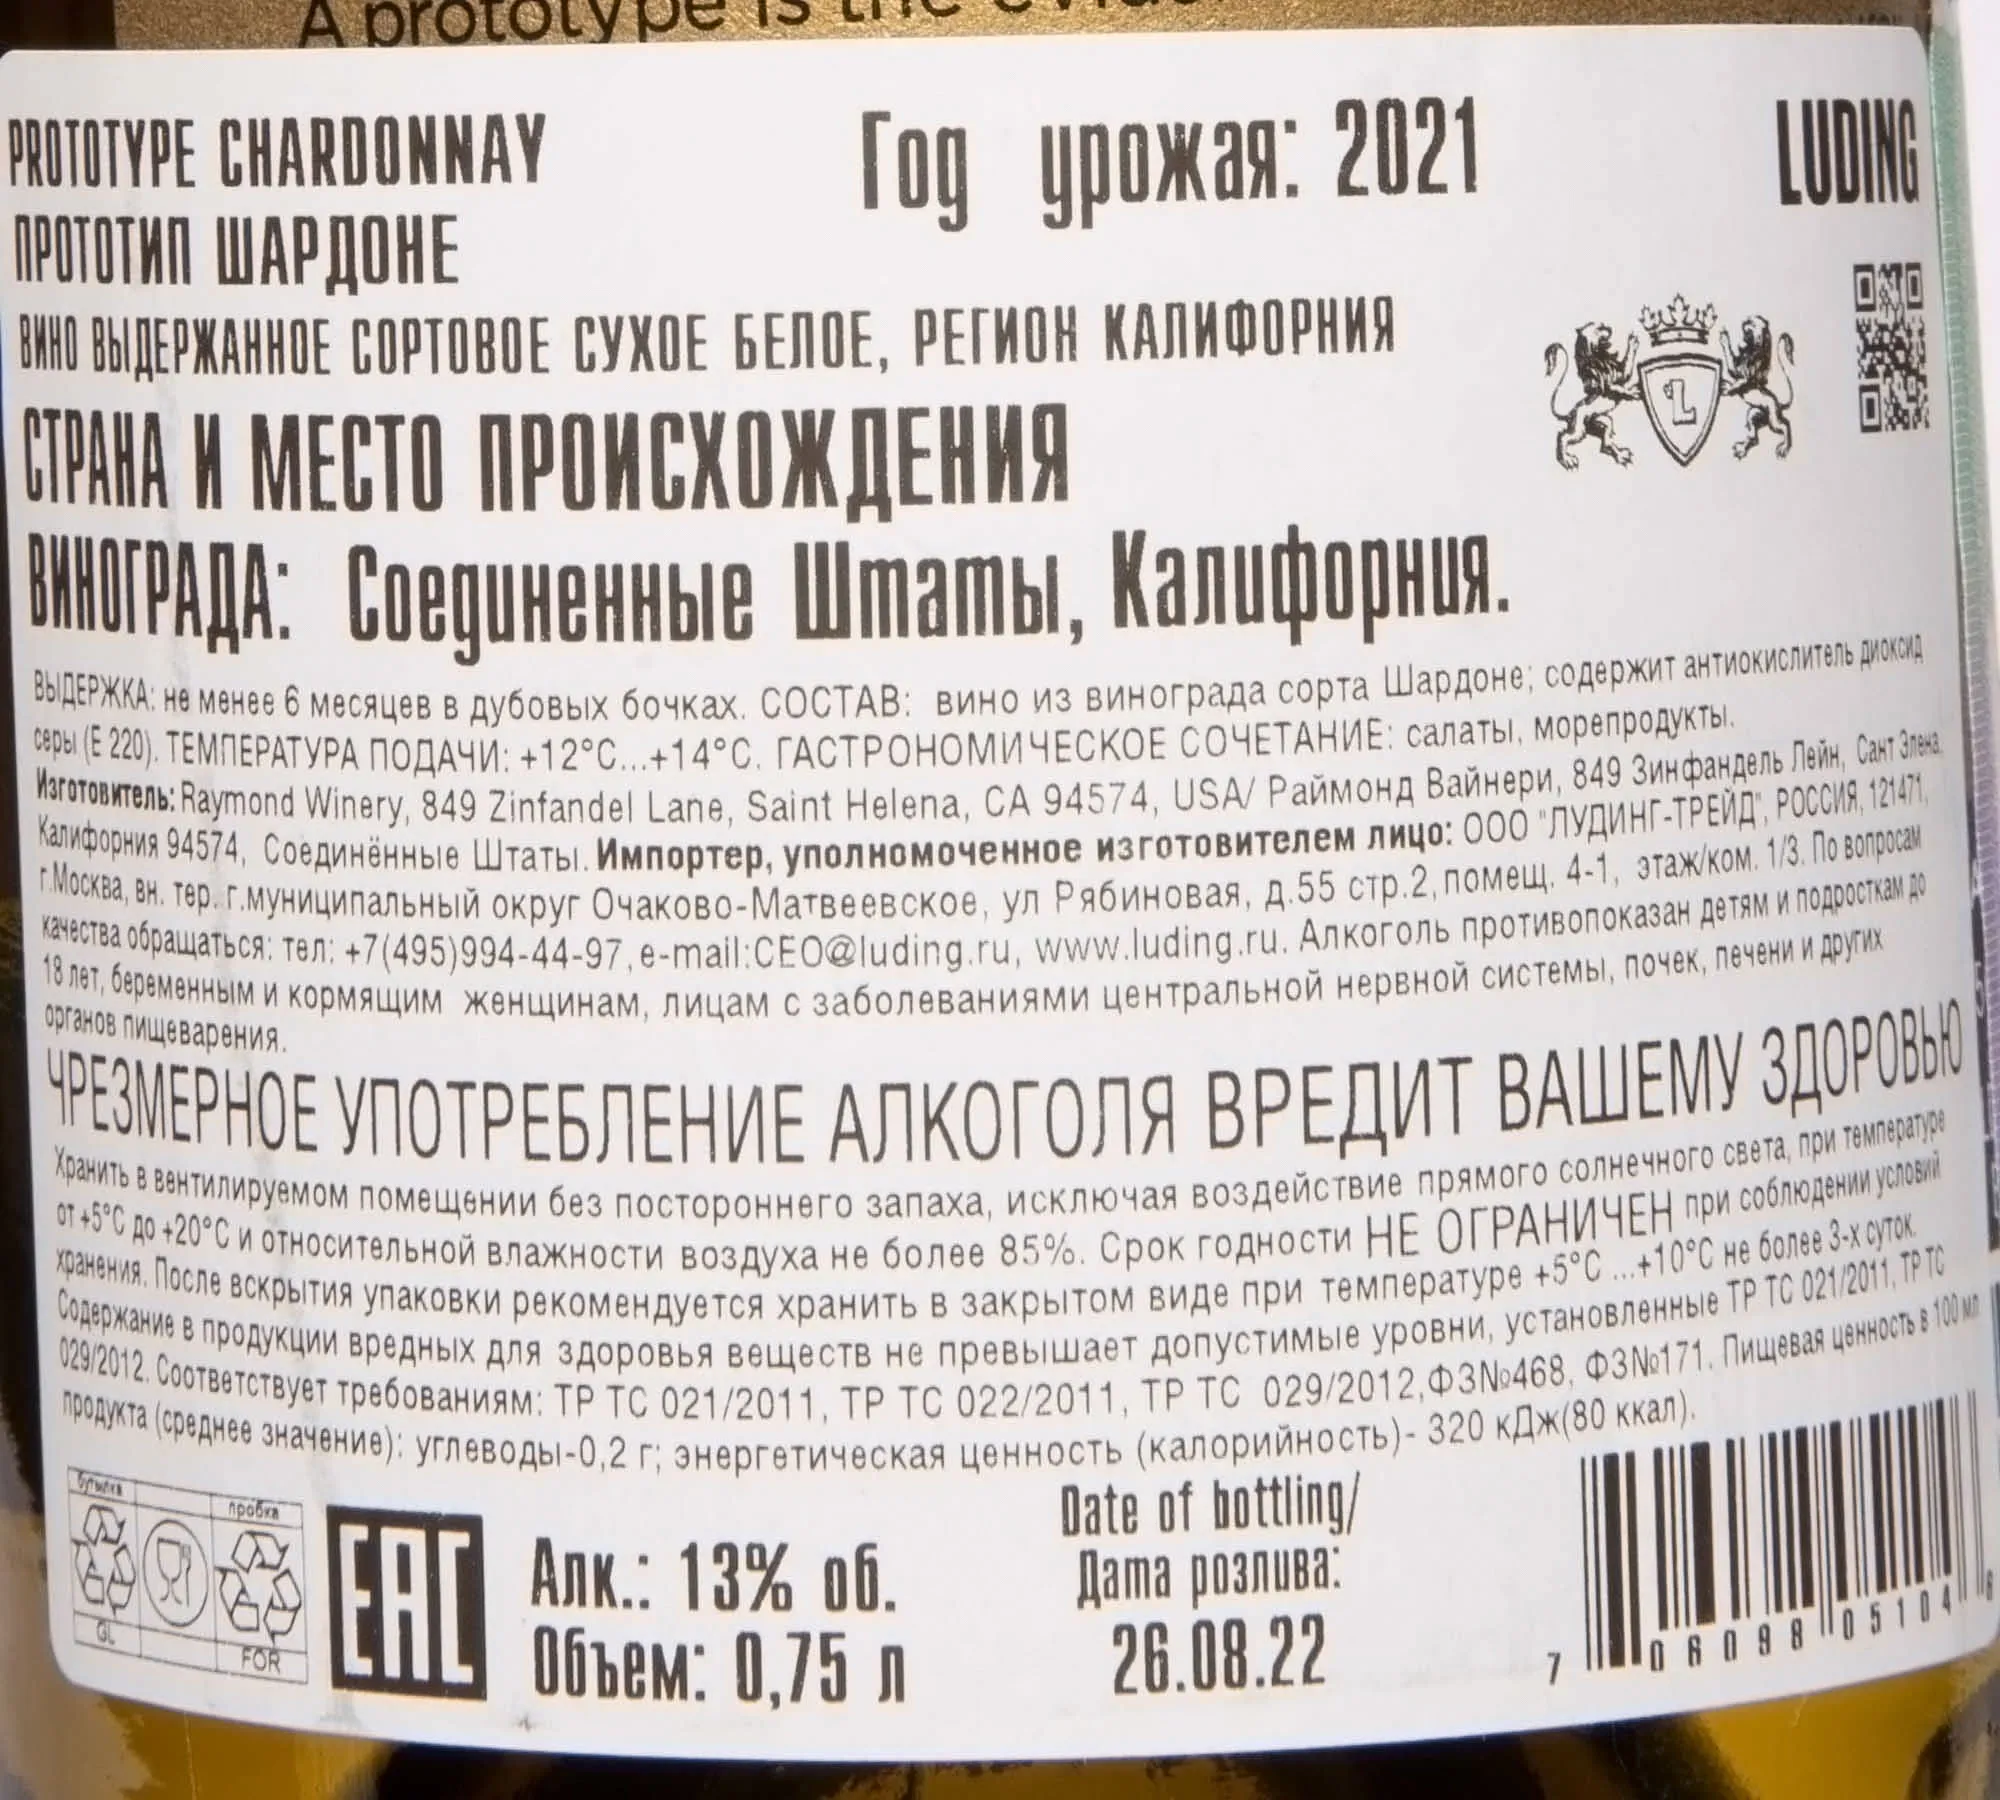 A prototype is the
PROTOTYPE CHARDONNAY
Год урожая: 2021
LUDING
ПРОТОТИП ШАРДОНЕ
ВИНО ВЫДЕРЖАННОЕ СОРТОВОЕ СУХОЕ БЕЛОЕ, РЕГИОН КАЛИФОРНИЯ
СТРАНА И МЕСТО ПРОИСХОЖДЕНИЯ
ВИНОГРАДА: Соединенные Штаты, Калифорния.
L
ВЫДЕРЖКА: не менее 6 месяцев в дубовых бочках. СОСТАВ: вино из винограда сорта Шардоне; содержит антиокислитель диоксид
серы (Е 220). ТЕМПЕРАТУРА ПОДАЧИ: +12°C...+14°C. ГАСТРОНОМИЧЕСКОЕ СОЧЕТАНИЕ: салаты, морепродукты.
Изготовитель: Raymond Winery, 849 Zinfandel Lane, Saint Helena, CA 94574, USA/ Раймонд Вайнери, 849 Зинфандель Лейн, Сант Элена,
Калифорния 94574, Соединённые Штаты. Импортер, уполномоченное изготовителем лицо: ООО "ЛУДИНГ-ТРЕЙД", РОССИЯ, 121471,
г.Москва, вн. тер. г.муниципальный округ Очаково-Матвеевское, ул Рябиновая, д.55 стр.2, помещ. 4-1, этаж/ком. 1/3. По вопросам
качества обращаться: тел: +7(495)994-44-97, e-mail:CEO@luding.ru, www.luding.ru. Алкоголь противопоказан детям и подросткам до
18 лет, беременным и кормящим женщинам, лицам с заболеваниями центральной нервной системы, почек, печени и других
органов пищеварения.
ЧРЕЗМЕРНОЕ УПОТРЕБЛЕНИЕ АЛКОГОЛЯ ВРЕДИТ ВАШЕМУ ЗДОРОВЬЮ
Хранить в вентилируемом помещении без постороннего запаха, исключая воздействие прямого солнечного света, при температуре
от +5°C до +20°C и относительной влажности воздуха не более 85%. Срок годности НЕ ОГРАНИЧЕН при соблюдении условий
хранения. После вскрытия упаковки рекомендуется хранить в закрытом виде при температуре +5°C ...+10°C не более 3-х суток.
Содержание в продукции вредных для здоровья веществ не превышает допустимые уровни, установленные ТР ТС 021/2011, ТР ТС
029/2012. Соответствует требованиям: ТР ТС 021/2011, ТР ТС 022/2011, ТР ТС 029/2012,ФЗ№468, ФЗ№171. Пищевая ценность в 100 мл
продукта (среднее значение): углеводы-0,2 г; энергетическая ценность (калорийность)- 320 кДж(80 ккал).
бутылка
пробка
GL
FOR
EAC
Алк.: 13% об.
Объем: 0,75 л
Date of bottling/
Дата розлива:
26.08.22
7 06098 05104 6